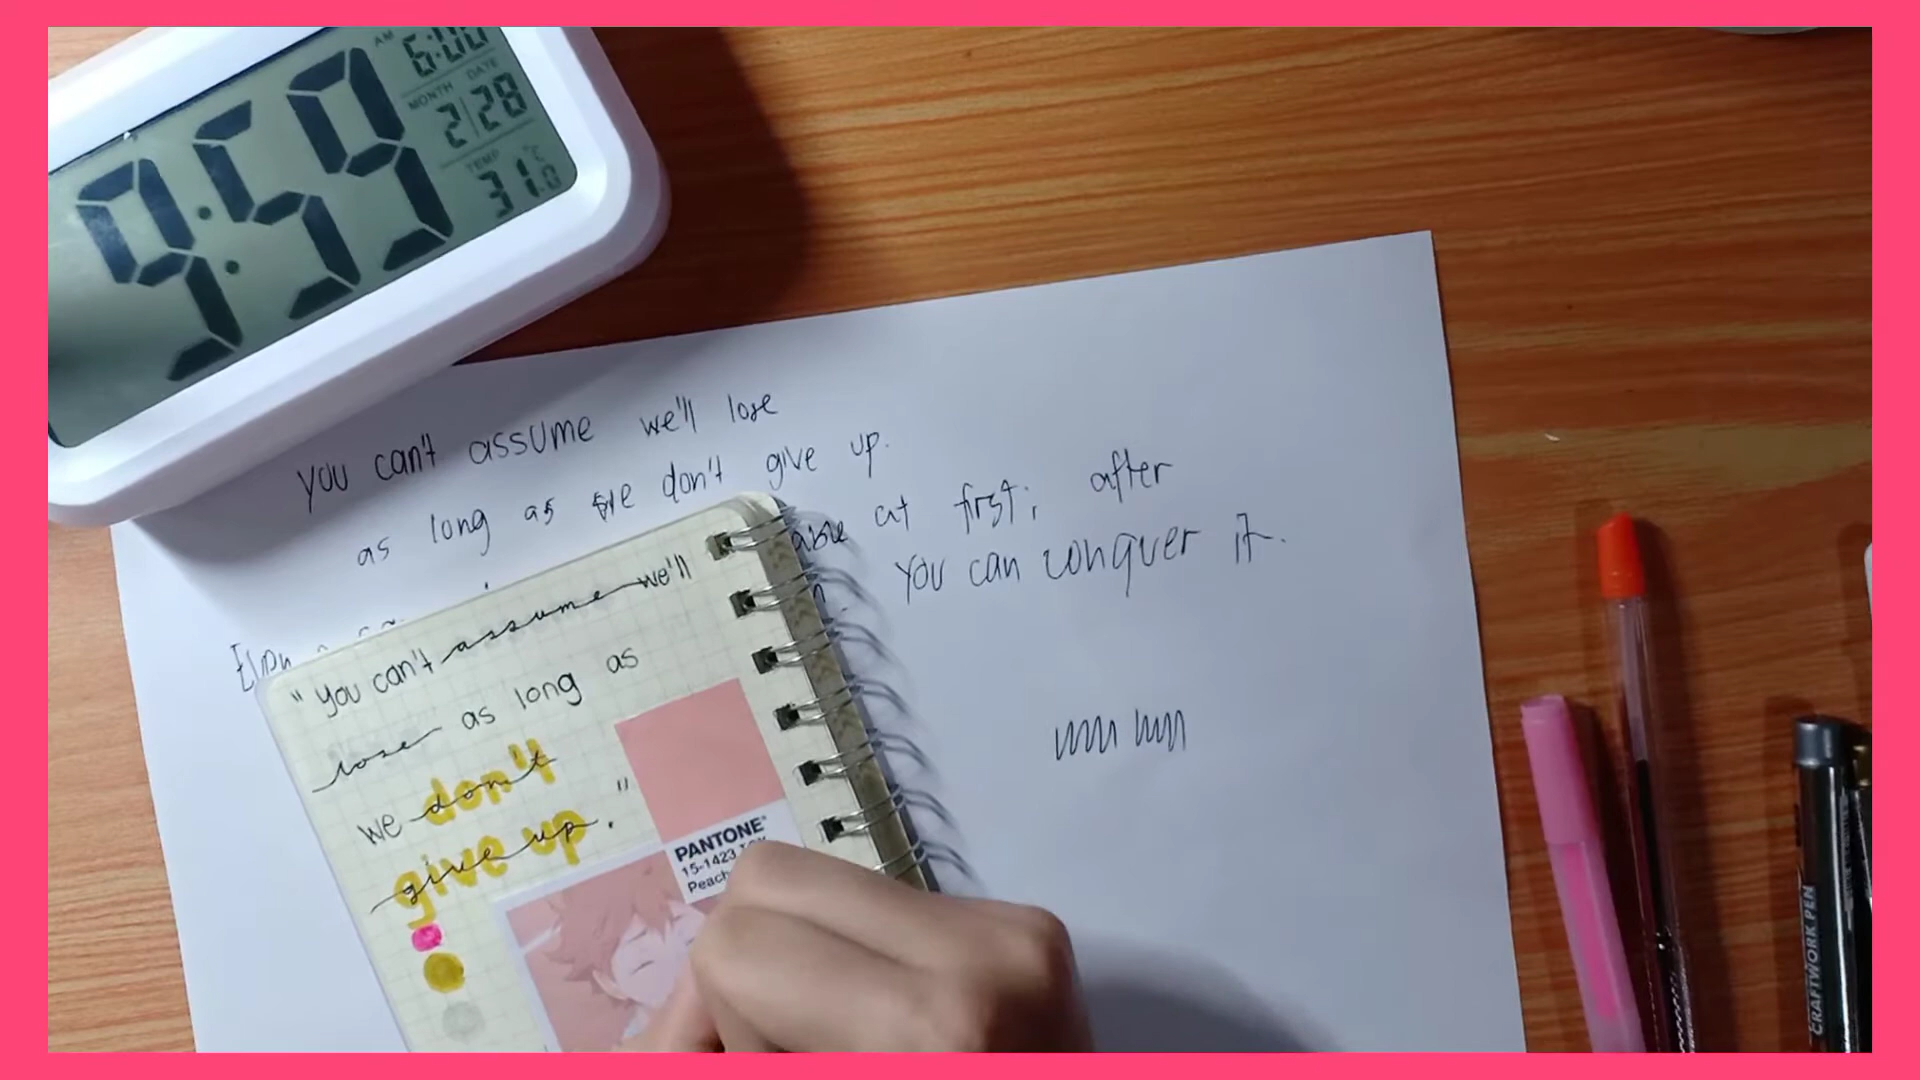 AM 6:00
9:59
MONTH DATE
2|28
TEMP °C
31.0
you can't assume we'll lose
as long as we don't give up.
at first; after
you can conquer it.
" You can't assume we'll
lose as long as
we don't
give up. "
PANTONE®
15-1423
Peach
CRAFTWORK PEN